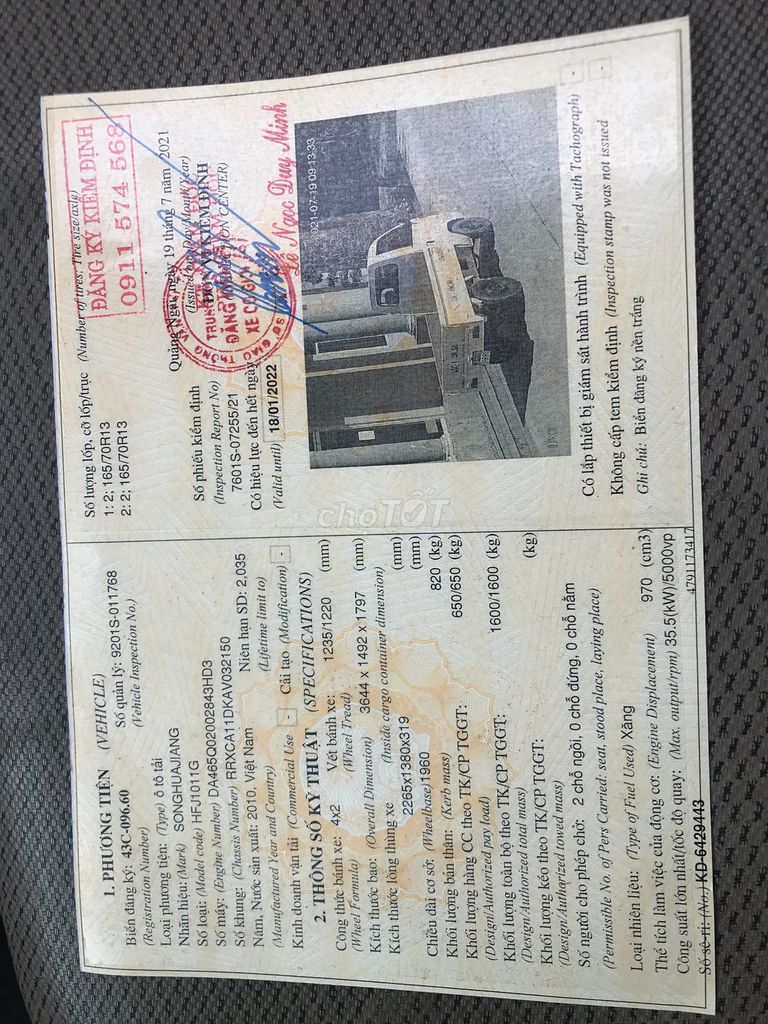 1. PHƯƠNG TIỆN (VEHICLE)
Biển đăng ký: 43C-096.60 Số quản lý: 9201S-011768
(Registration Number) (Vehicle Inspection No.)
Loại phương tiện: (Type) ô tô tải
Nhãn hiệu: (Mark) SONGHUAJIANG
Số loại: (Model code) HFJ1011G
Số máy: (Engine Number) DA465Q02002843HD3
Số khung: (Chassis Number) RRXCA11DKAV032150
Năm, Nước sản xuất: 2010, Việt Nam Niên hạn SD: 2,035
(Manufactured Year and Country) (Lifetime limit to)
Kinh doanh vận tải (Commercial Use) - Cải tạo (Modification) -
2. THÔNG SỐ KỸ THUẬT (SPECIFICATIONS)
Công thức bánh xe: 4x2 Vết bánh xe: 1235/1220 (mm)
(Wheel Formula) (Wheel Tread)
Kích thước bao: (Overall Dimension) 3644 x 1492 x 1797 (mm)
Kích thước lòng thùng xe (Inside cargo container dimension)
2265x1380x319 (mm)
Chiều dài cơ sở: (Wheelbase) 1960 (mm)
Khối lượng bản thân: (Kerb mass) 820 (kg)
Khối lượng hàng CC theo TK/CP TGGT: 650/650 (kg)
(Design/Authorized pay load)
Khối lượng toàn bộ theo TK/CP TGGT: 1600/1600 (kg)
(Design/Authorized total mass)
Khối lượng kéo theo TK/CP TGGT: (kg)
(Design/Authorized towed mass)
Số người cho phép chở: 2 chỗ ngồi, 0 chỗ đứng, 0 chỗ nằm
(Permissible No. of Pers Carried: seat, stood place, laying place)
Loại nhiên liệu: (Type of Fuel Used) Xăng
Thể tích làm việc của động cơ: (Engine Displacement) 970 (cm3)
Công suất lớn nhất/tốc độ quay: (Max. output/rpm) 35.5(kW)/5000vp
Số sê-ri: (No.) KD-6429443 4791173417
Số lượng lốp, cỡ lốp/trục (Number of tires; Tire size/axle)
1: 2; 165/70R13
2: 2; 165/70R13
ĐĂNG KÝ KIỂM ĐỊNH
0911 574 568
Số phiếu kiểm định
(Inspection Report No)
7601S-07255/21
Có hiệu lực đến hết ngày
(Valid until) 18/01/2022
Quảng Ngãi, ngày 19 tháng 7 năm 2021
(Issued on: Day/Month/Year)
ĐƠN VỊ KIỂM ĐỊNH
(INSPECTION CENTER)
TRUNG
ĐĂNG KIỂM
XE CƠ GIỚI
Lê Ngọc Duy Minh
2021-07-19 09:13:33
IPC
Có lắp thiết bị giám sát hành trình (Equipped with Tachograph) -
Không cấp tem kiểm định (Inspection stamp was not issued -
Ghi chú: Biển đăng ký nền trắng
choTỐT